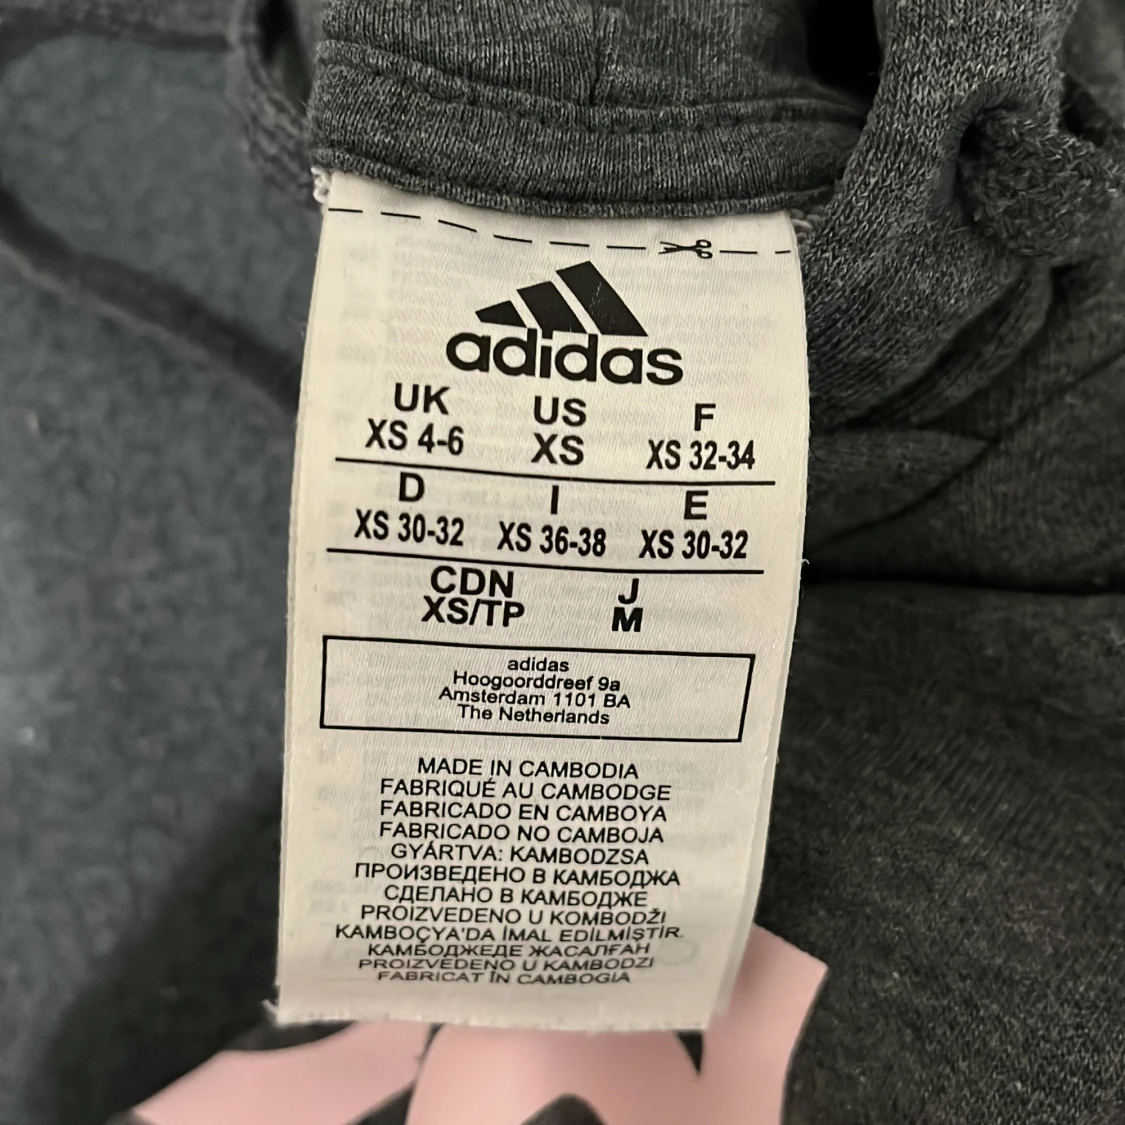 adidas
UK US F
XS 4-6 XS XS 32-34
D I E
XS 30-32 XS 36-38 XS 30-32
CDN J
XS/TP M
adidas
Hoogoorddreef 9a
Amsterdam 1101 BA
The Netherlands
MADE IN CAMBODIA
FABRIQUÉ AU CAMBODGE
FABRICADO EN CAMBOYA
FABRICADO NO CAMBOJA
GYÁRTVA: KAMBODZSA
ПРОИЗВЕДЕНО В КАМБОДЖА
СДЕЛАНО В КАМБОДЖЕ
PROIZVEDENO U KOMBODŽI
KAMBOÇYA'DA İMAL EDİLMİŞTİR.
КАМБОДЖЕДЕ ЖАСАЛҒАН
PROIZVEDENO U KAMBODZI
FABRICAT ÎN CAMBOGIA